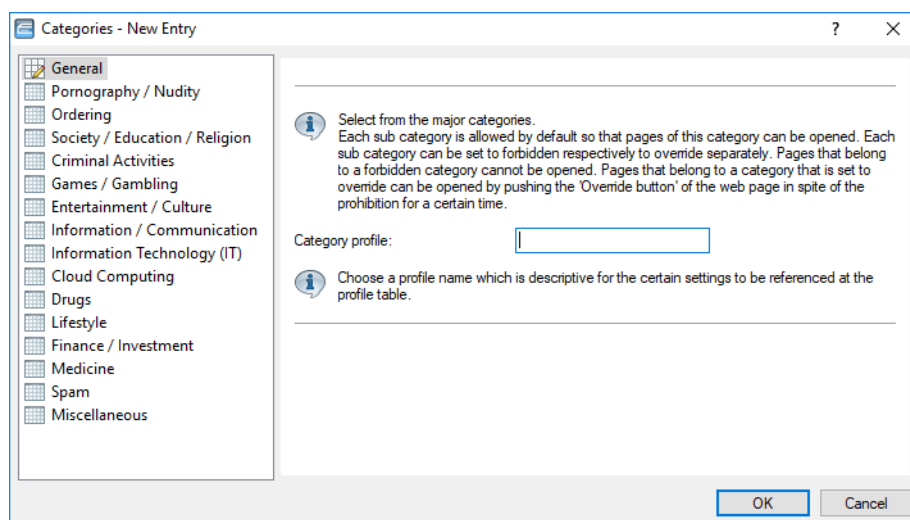 Categories - New Entry
?
General
Pornography / Nudity
Ordering
Society / Education / Religion
Criminal Activities
Games / Gambling
Entertainment / Culture
Information / Communication
Information Technology (IT)
Cloud Computing
Drugs
Lifestyle
Finance / Investment
Medicine
Spam
Miscellaneous
Select from the major categories.
Each sub category is allowed by default so that pages of this category can be opened. Each
sub category can be set to forbidden respectively to override separately. Pages that belong
to a forbidden category cannot be opened. Pages that belong to a category that is set to
override can be opened by pushing the 'Override button' of the web page in spite of the
prohibition for a certain time.
Category profile:
Choose a profile name which is descriptive for the certain settings to be referenced at the
profile table.
OK
Cancel